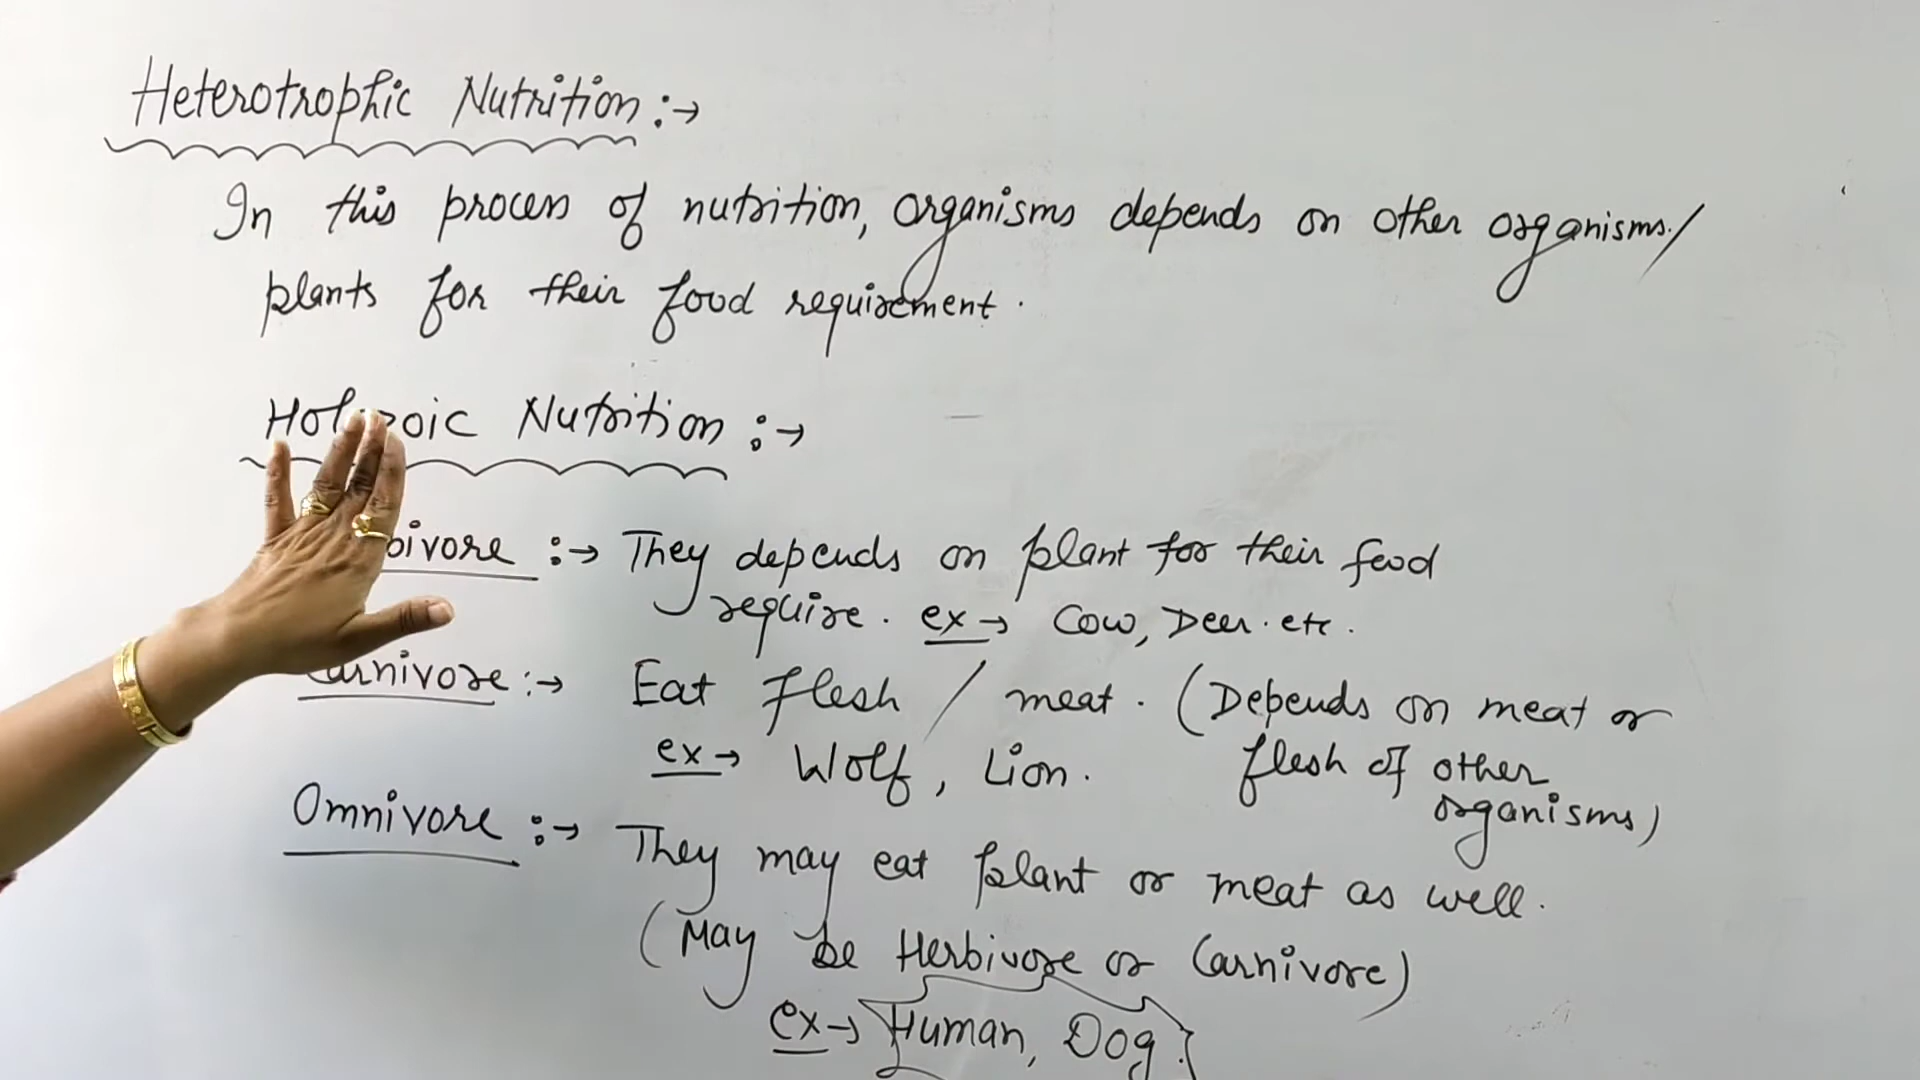 Heterotrophic Nutrition :→
In this process of nutrition, organisms depends on other organisms./
plants for their food requirement.
Nutrition :→
:→ They depends on plant for their food
require. ex→ Cow, Deer. etc.
Carnivore :→ Eat flesh / meat. (Depends on meat or
ex→ Wolf, Lion. flesh of other
organisms)
Omnivore :→ They may eat plant or meat as well.
(May be Herbivore or Carnivore)
ex→ Human, Dog.